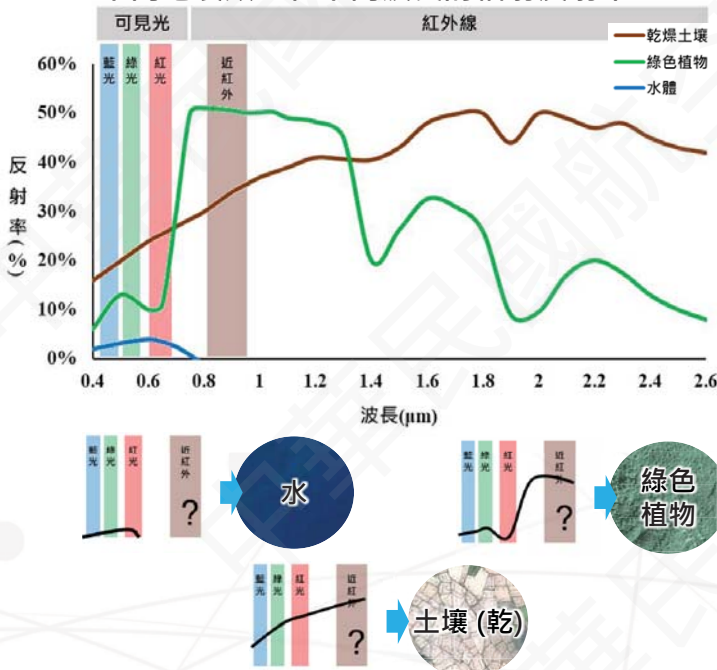 可見光
紅外線
乾燥土壤
綠色植物
水體
藍光
綠光
紅光
近紅外
反射率(%)
60%
50%
40%
30%
20%
10%
0%
0.4 0.6 0.8 1 1.2 1.4 1.6 1.8 2 2.2 2.4 2.6
波長(μm)
藍光
綠光
紅光
近紅外
?
水
藍光
綠光
紅光
近紅外
?
綠色
植物
藍光
綠光
紅光
近紅外
?
土壤 (乾)
中華民國航